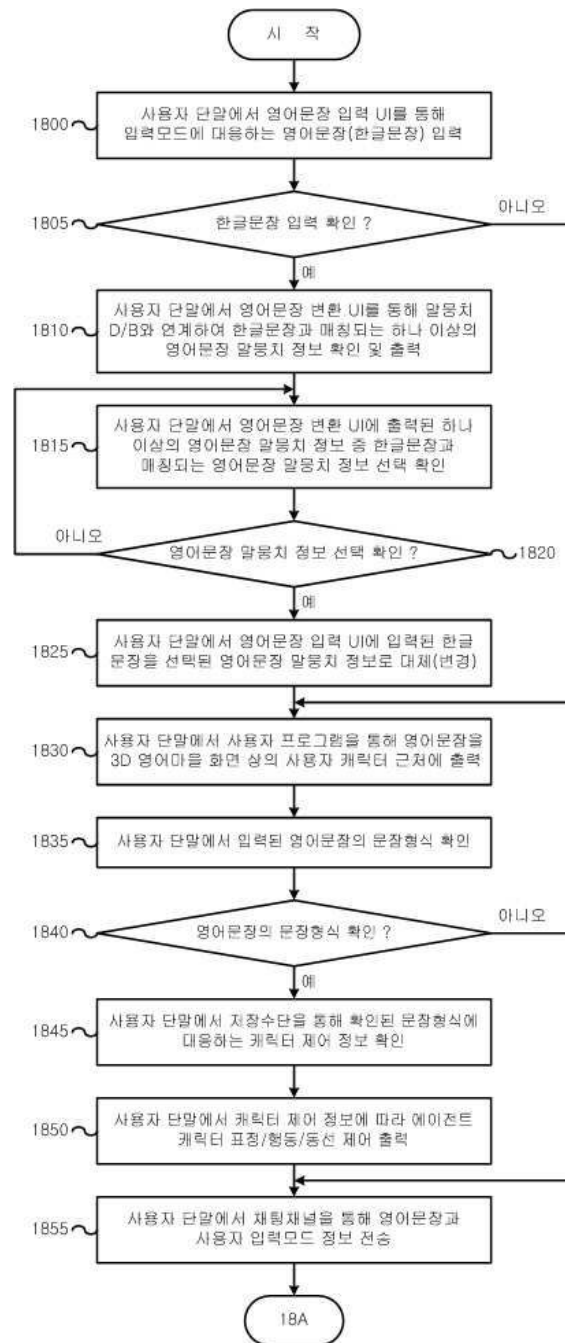 시 작
1800
사용자 단말에서 영어문장 입력 UI를 통해
입력모드에 대응하는 영어문장(한글문장) 입력
1805
한글문장 입력 확인 ?
아니오
예
1810
사용자 단말에서 영어문장 변환 UI를 통해 말뭉치
D/B와 연계하여 한글문장과 매칭되는 하나 이상의
영어문장 말뭉치 정보 확인 및 출력
1815
사용자 단말에서 영어문장 변환 UI에 출력된 하나
이상의 영어문장 말뭉치 정보 중 한글문장과
매칭되는 영어문장 말뭉치 정보 선택 확인
아니오
영어문장 말뭉치 정보 선택 확인 ?
1820
예
1825
사용자 단말에서 영어문장 입력 UI에 입력된 한글
문장을 선택된 영어문장 말뭉치 정보로 대체(변경)
1830
사용자 단말에서 사용자 프로그램을 통해 영어문장을
3D 영어마을 화면 상의 사용자 캐릭터 근처에 출력
1835
사용자 단말에서 입력된 영어문장의 문장형식 확인
1840
영어문장의 문장형식 확인 ?
아니오
예
1845
사용자 단말에서 저장수단을 통해 확인된 문장형식에
대응하는 캐릭터 제어 정보 확인
1850
사용자 단말에서 캐릭터 제어 정보에 따라 에이전트
캐릭터 표정/행동/동선 제어 출력
1855
사용자 단말에서 채팅채널을 통해 영어문장과
사용자 입력모드 정보 전송
18A